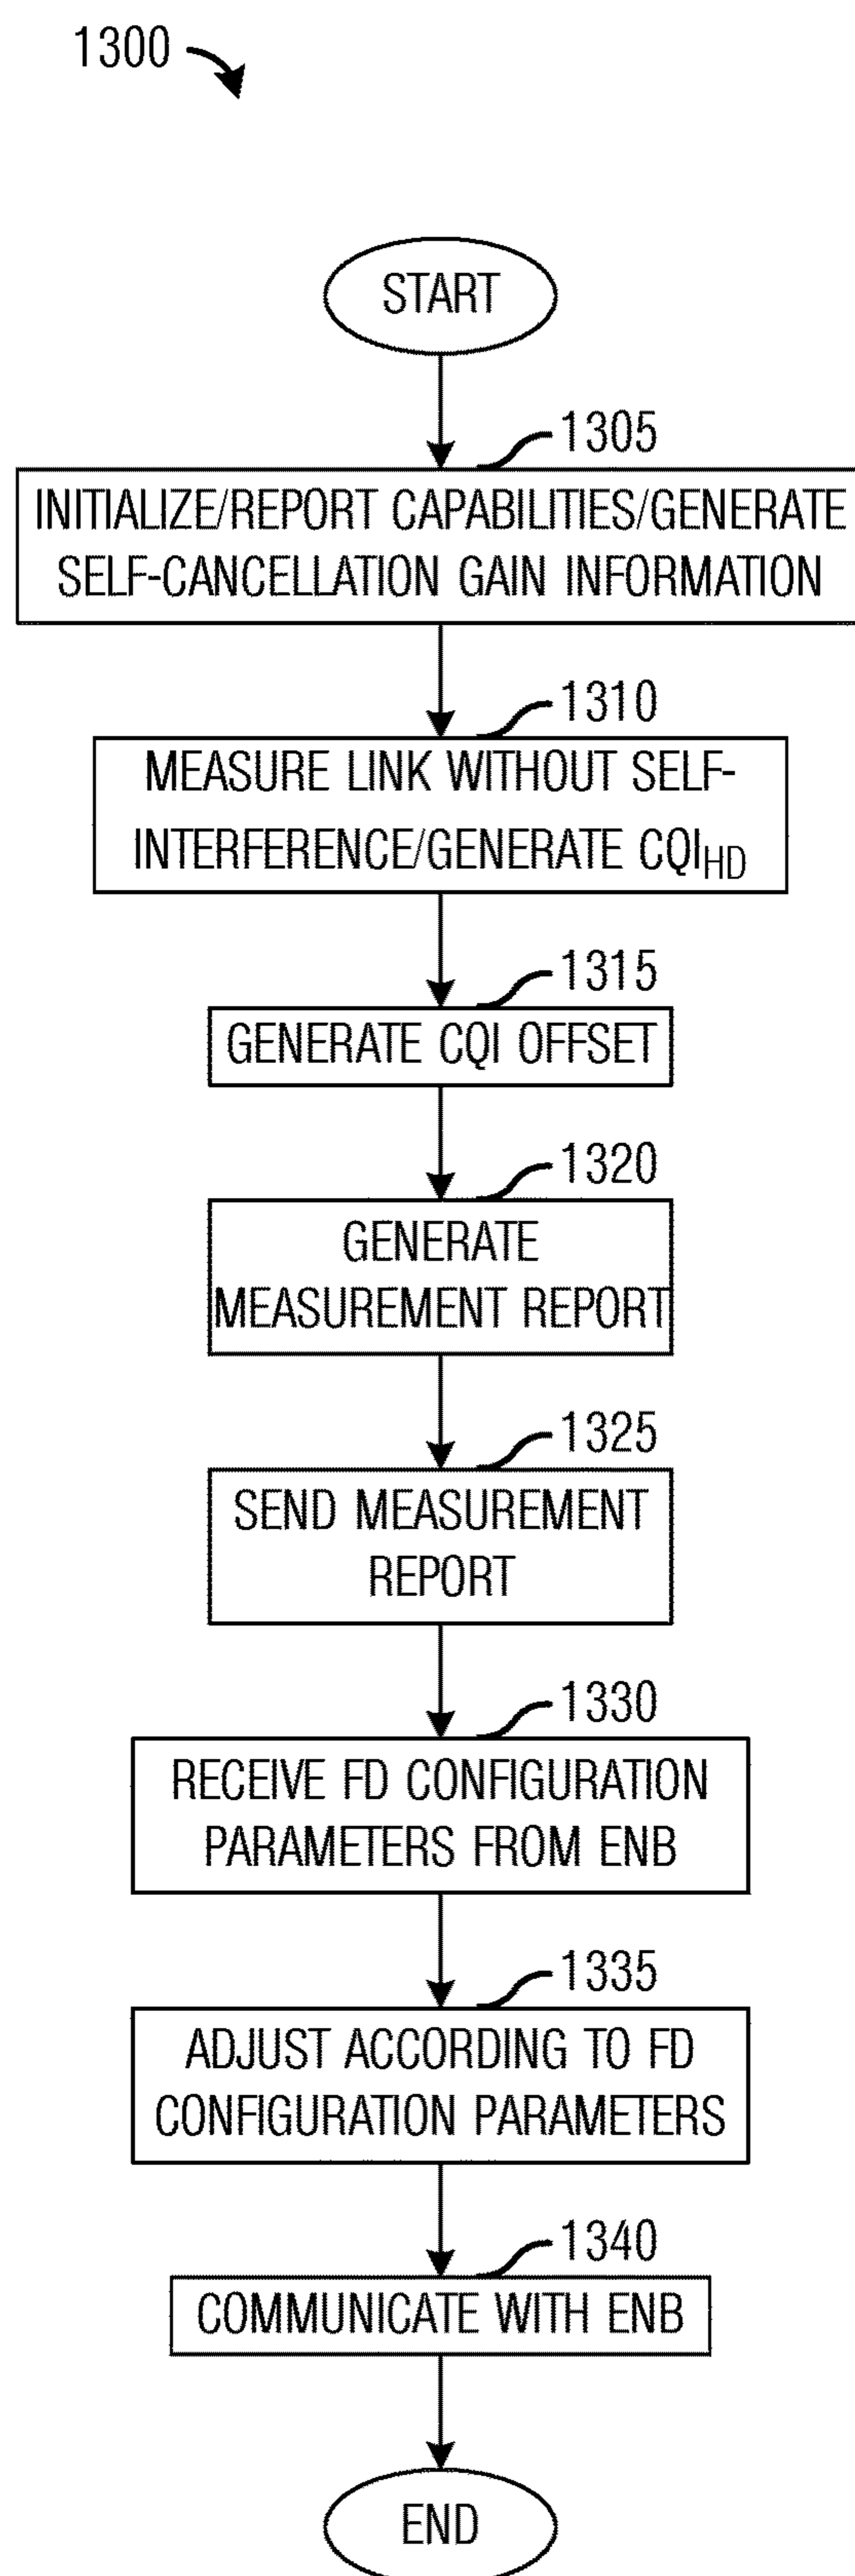 1300
START
1305
INITIALIZE/REPORT CAPABILITIES/GENERATE
SELF-CANCELLATION GAIN INFORMATION
1310
MEASURE LINK WITHOUT SELF-
INTERFERENCE/GENERATE CQIHD
1315
GENERATE CQI OFFSET
1320
GENERATE
MEASUREMENT REPORT
1325
SEND MEASUREMENT
REPORT
1330
RECEIVE FD CONFIGURATION
PARAMETERS FROM ENB
1335
ADJUST ACCORDING TO FD
CONFIGURATION PARAMETERS
1340
COMMUNICATE WITH ENB
END